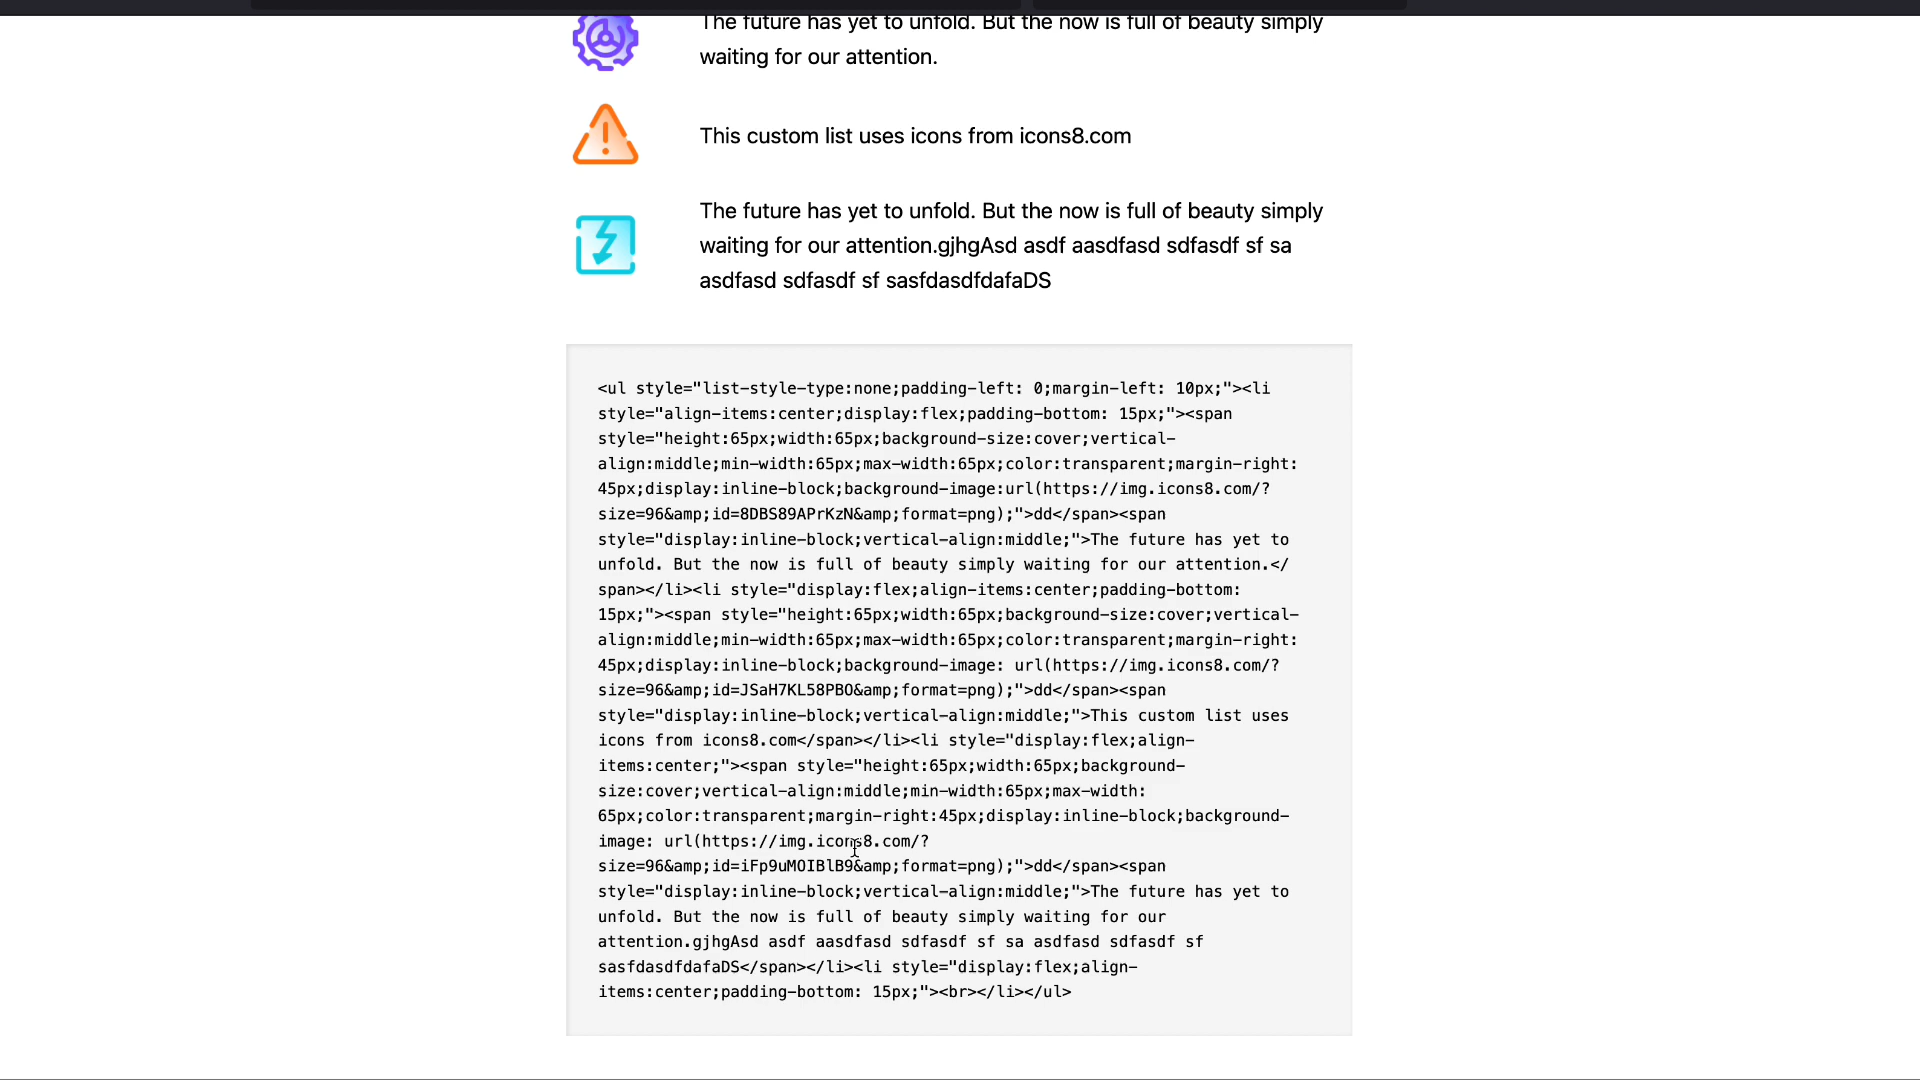 The future has yet to unfold. But the now is full of beauty simply
waiting for our attention.
This custom list uses icons from icons8.com
The future has yet to unfold. But the now is full of beauty simply
waiting for our attention.gjhgAsd asdf aasdfasd sdfasdf sf sa
asdfasd sdfasdf sf sasfdasdfdafaDS
<ul style="list-style-type:none;padding-left: 0;margin-left: 10px;"><li
style="align-items:center;display:flex;padding-bottom: 15px;"><span
style="height:65px;width:65px;background-size:cover;vertical-
align:middle;min-width:65px;max-width:65px;color:transparent;margin-right:
45px;display:inline-block;background-image:url(https://img.icons8.com/?
size=96&amp;id=8DBS89APrKzN&amp;format=png);">dd</span><span
style="display:inline-block;vertical-align:middle;">The future has yet to
unfold. But the now is full of beauty simply waiting for our attention.</
span></li><li style="display:flex;align-items:center;padding-bottom:
15px;"><span style="height:65px;width:65px;background-size:cover;vertical-
align:middle;min-width:65px;max-width:65px;color:transparent;margin-right:
45px;display:inline-block;background-image: url(https://img.icons8.com/?
size=96&amp;id=JSaH7KL58PBO&amp;format=png);">dd</span><span
style="display:inline-block;vertical-align:middle;">This custom list uses
icons from icons8.com</span></li><li style="display:flex;align-
items:center;"><span style="height:65px;width:65px;background-
size:cover;vertical-align:middle;min-width:65px;max-width:
65px;color:transparent;margin-right:45px;display:inline-block;background-
image: url(https://img.icons8.com/?
size=96&amp;id=iFp9uMOIBlB9&amp;format=png);">dd</span><span
style="display:inline-block;vertical-align:middle;">The future has yet to
unfold. But the now is full of beauty simply waiting for our
attention.gjhgAsd asdf aasdfasd sdfasdf sf sa asdfasd sdfasdf sf
sasfdasdfdafaDS</span></li><li style="display:flex;align-
items:center;padding-bottom: 15px;"><br></li></ul>